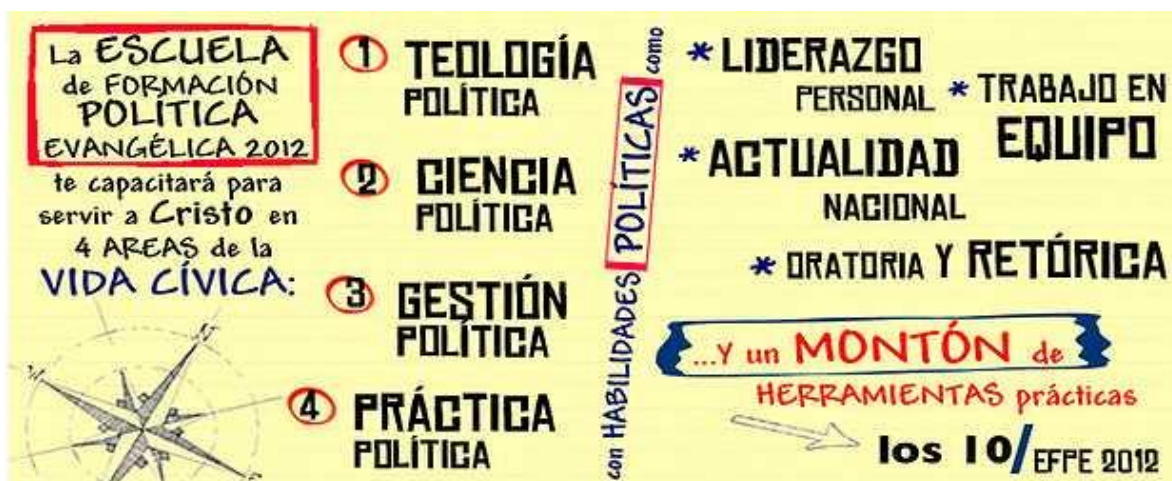 La ESCUELA
de FORMACIÓN
POLÍTICA
EVANGÉLICA 2012
te capacitará para
servir a Cristo en
4 AREAS de la
VIDA CÍVICA:
1 TEOLOGÍA
POLÍTICA
2 CIENCIA
POLÍTICA
3 GESTIÓN
POLÍTICA
4 PRÁCTICA
POLÍTICA
con HABILIDADES POLÍTICAS como
* LIDERAZGO
PERSONAL
* TRABAJO EN
EQUIPO
* ACTUALIDAD
NACIONAL
* ORATORIA Y RETÓRICA
...Y un MONTÓN de
HERRAMIENTAS prácticas
los 10/EFPE 2012